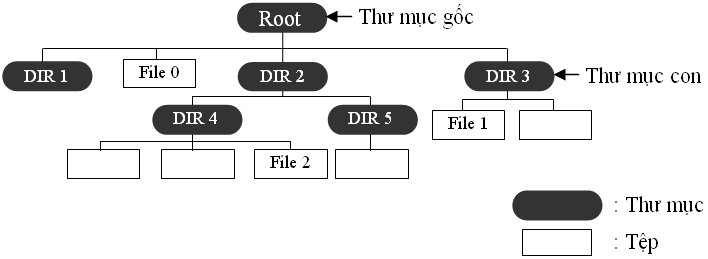 Root
Thư mục gốc
DIR 1
File 0
DIR 2
DIR 3
Thư mục con
DIR 4
DIR 5
File 1
File 2
: Thư mục
: Tệp